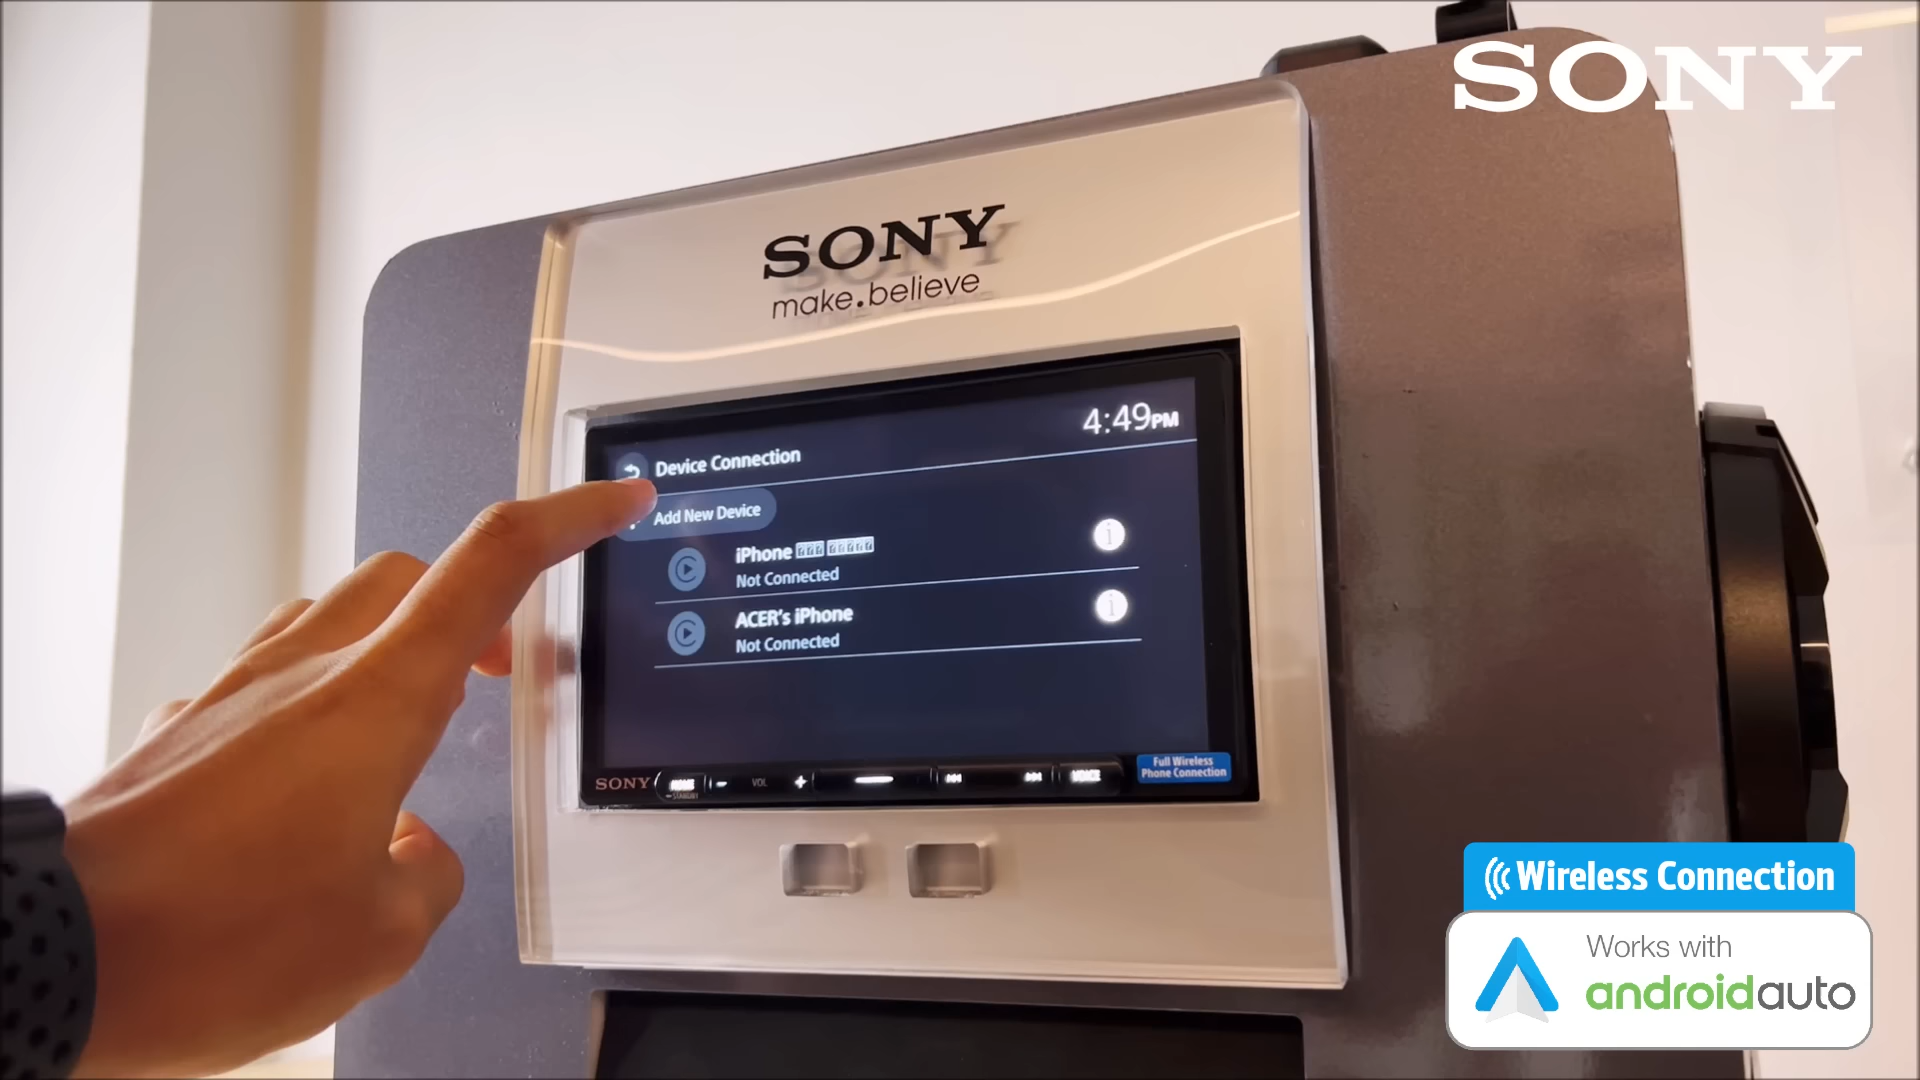 SONY
SONY
make.believe
4:49PM
Device Connection
Add New Device
iPhone
Not Connected
ACER's iPhone
Not Connected
SONY
HOME
VOL
+
VOICE
Full Wireless
Phone Connection
Wireless Connection
Works with
androidauto